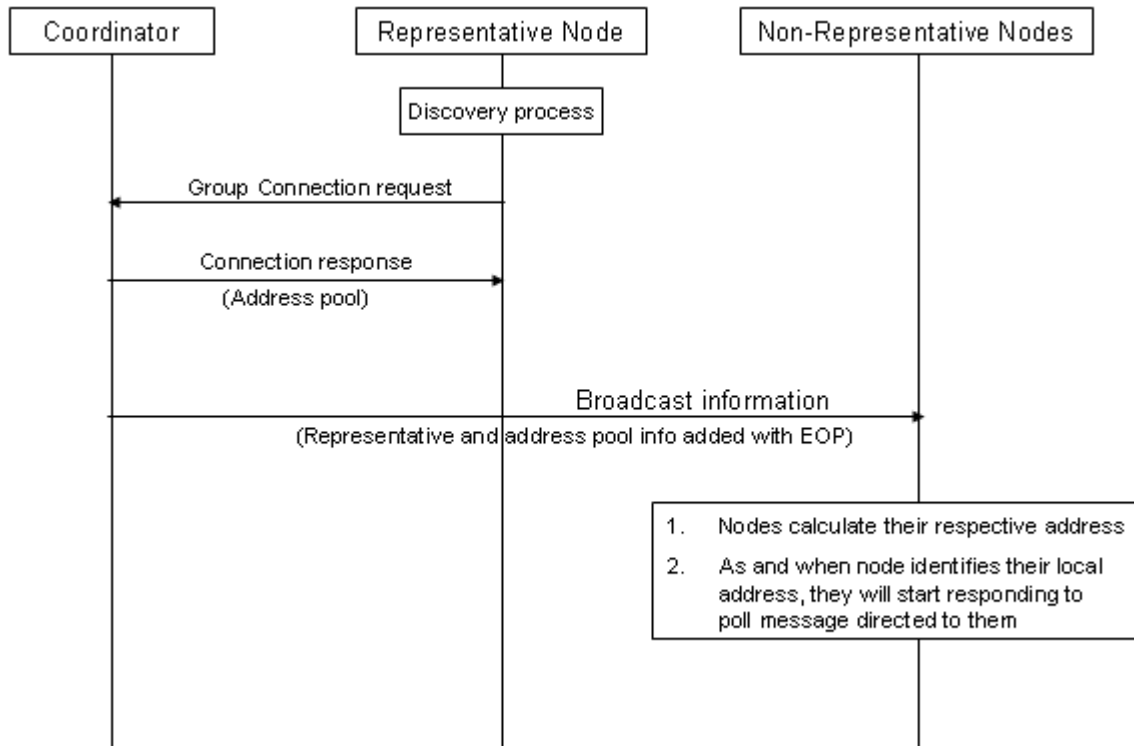 Coordinator
Representative Node
Non-Representative Nodes
Discovery process
Group Connection request
Connection response
(Address pool)
Broadcast information
(Representative and address pool info added with EOP)
1. Nodes calculate their respective address
2. As and when node identifies their local
address, they will start responding to
poll message directed to them